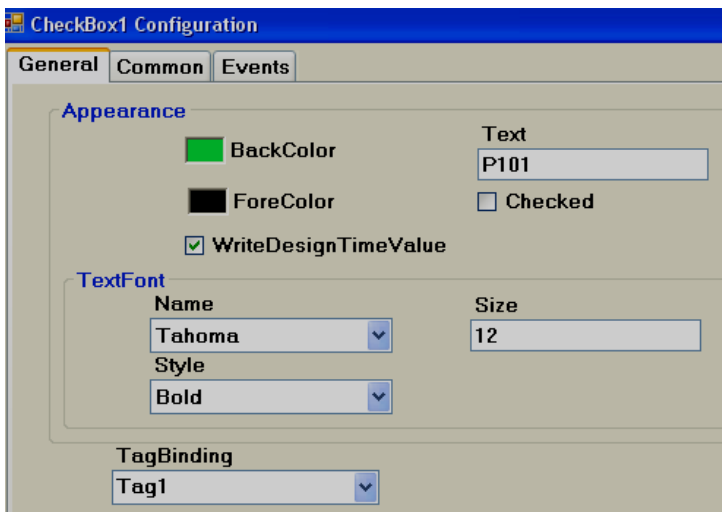 CheckBox1 Configuration
General Common Events
Appearance
BackColor
Text
P101
ForeColor
Checked
WriteDesignTimeValue
TextFont
Name
Size
Tahoma
12
Style
Bold
TagBinding
Tag1